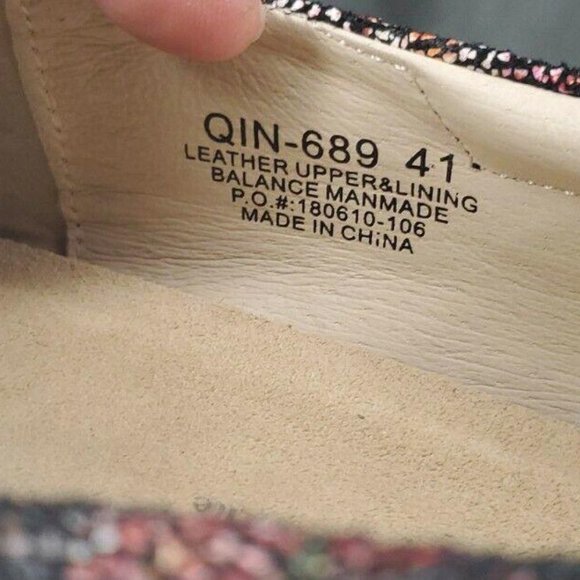 QIN-689 41
LEATHER UPPER&LINING
BALANCE MANMADE
P.O.#:180610-106
MADE IN CHiNA